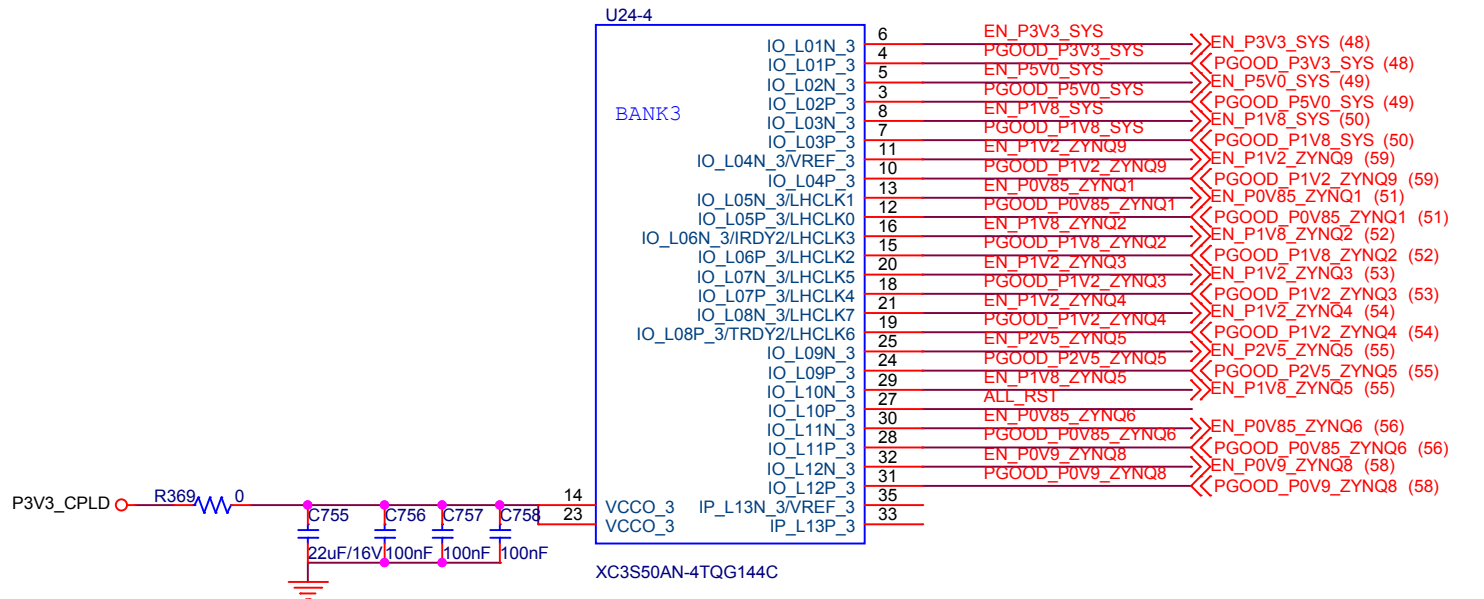 U24-4
BANK3
IO_L01N_3 6 EN_P3V3_SYS EN_P3V3_SYS (48)
IO_L01P_3 4 PGOOD_P3V3_SYS PGOOD_P3V3_SYS (48)
IO_L02N_3 5 EN_P5V0_SYS EN_P5V0_SYS (49)
IO_L02P_3 3 PGOOD_P5V0_SYS PGOOD_P5V0_SYS (49)
IO_L03N_3 8 EN_P1V8_SYS EN_P1V8_SYS (50)
IO_L03P_3 7 PGOOD_P1V8_SYS PGOOD_P1V8_SYS (50)
IO_L04N_3/VREF_3 11 EN_P1V2_ZYNQ9 EN_P1V2_ZYNQ9 (59)
IO_L04P_3 10 PGOOD_P1V2_ZYNQ9 PGOOD_P1V2_ZYNQ9 (59)
IO_L05N_3/LHCLK1 13 EN_P0V85_ZYNQ1 EN_P0V85_ZYNQ1 (51)
IO_L05P_3/LHCLK0 12 PGOOD_P0V85_ZYNQ1 PGOOD_P0V85_ZYNQ1 (51)
IO_L06N_3/IRDY2/LHCLK3 16 EN_P1V8_ZYNQ2 EN_P1V8_ZYNQ2 (52)
IO_L06P_3/LHCLK2 15 PGOOD_P1V8_ZYNQ2 PGOOD_P1V8_ZYNQ2 (52)
IO_L07N_3/LHCLK5 20 EN_P1V2_ZYNQ3 EN_P1V2_ZYNQ3 (53)
IO_L07P_3/LHCLK4 18 PGOOD_P1V2_ZYNQ3 PGOOD_P1V2_ZYNQ3 (53)
IO_L08N_3/LHCLK7 21 EN_P1V2_ZYNQ4 EN_P1V2_ZYNQ4 (54)
IO_L08P_3/TRDY2/LHCLK6 19 PGOOD_P1V2_ZYNQ4 PGOOD_P1V2_ZYNQ4 (54)
IO_L09N_3 25 EN_P2V5_ZYNQ5 EN_P2V5_ZYNQ5 (55)
IO_L09P_3 24 PGOOD_P2V5_ZYNQ5 PGOOD_P2V5_ZYNQ5 (55)
IO_L10N_3 29 EN_P1V8_ZYNQ5 EN_P1V8_ZYNQ5 (55)
IO_L10P_3 27 ALL_RST
IO_L11N_3 30 EN_P0V85_ZYNQ6 EN_P0V85_ZYNQ6 (56)
IO_L11P_3 28 PGOOD_P0V85_ZYNQ6 PGOOD_P0V85_ZYNQ6 (56)
IO_L12N_3 32 EN_P0V9_ZYNQ8 EN_P0V9_ZYNQ8 (58)
IO_L12P_3 31 PGOOD_P0V9_ZYNQ8 PGOOD_P0V9_ZYNQ8 (58)
P3V3_CPLD R369 0 14 VCCO_3 IP_L13N_3/VREF_3 35
C755 C756 C757 C758 23 VCCO_3 IP_L13P_3 33
22uF/16V 100nF 100nF 100nF
XC3S50AN-4TQG144C